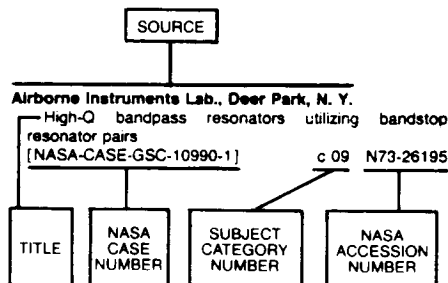 SOURCE
Airborne Instruments Lab., Deer Park, N. Y.
High-Q bandpass resonators utilizing bandstop
resonator pairs
[NASA-CASE-GSC-10990-1] c 09 N73-26195
TITLE
NASA
CASE
NUMBER
SUBJECT
CATEGORY
NUMBER
NASA
ACCESSION
NUMBER